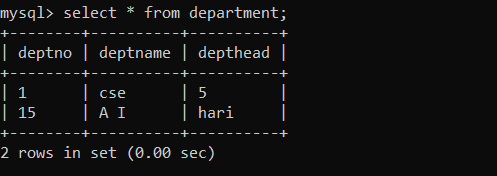 mysql> select * from department;
+--------+----------+----------+
| deptno | deptname | depthead |
+--------+----------+----------+
| 1      | cse      | 5        |
| 15     | A I      | hari     |
+--------+----------+----------+
2 rows in set (0.00 sec)